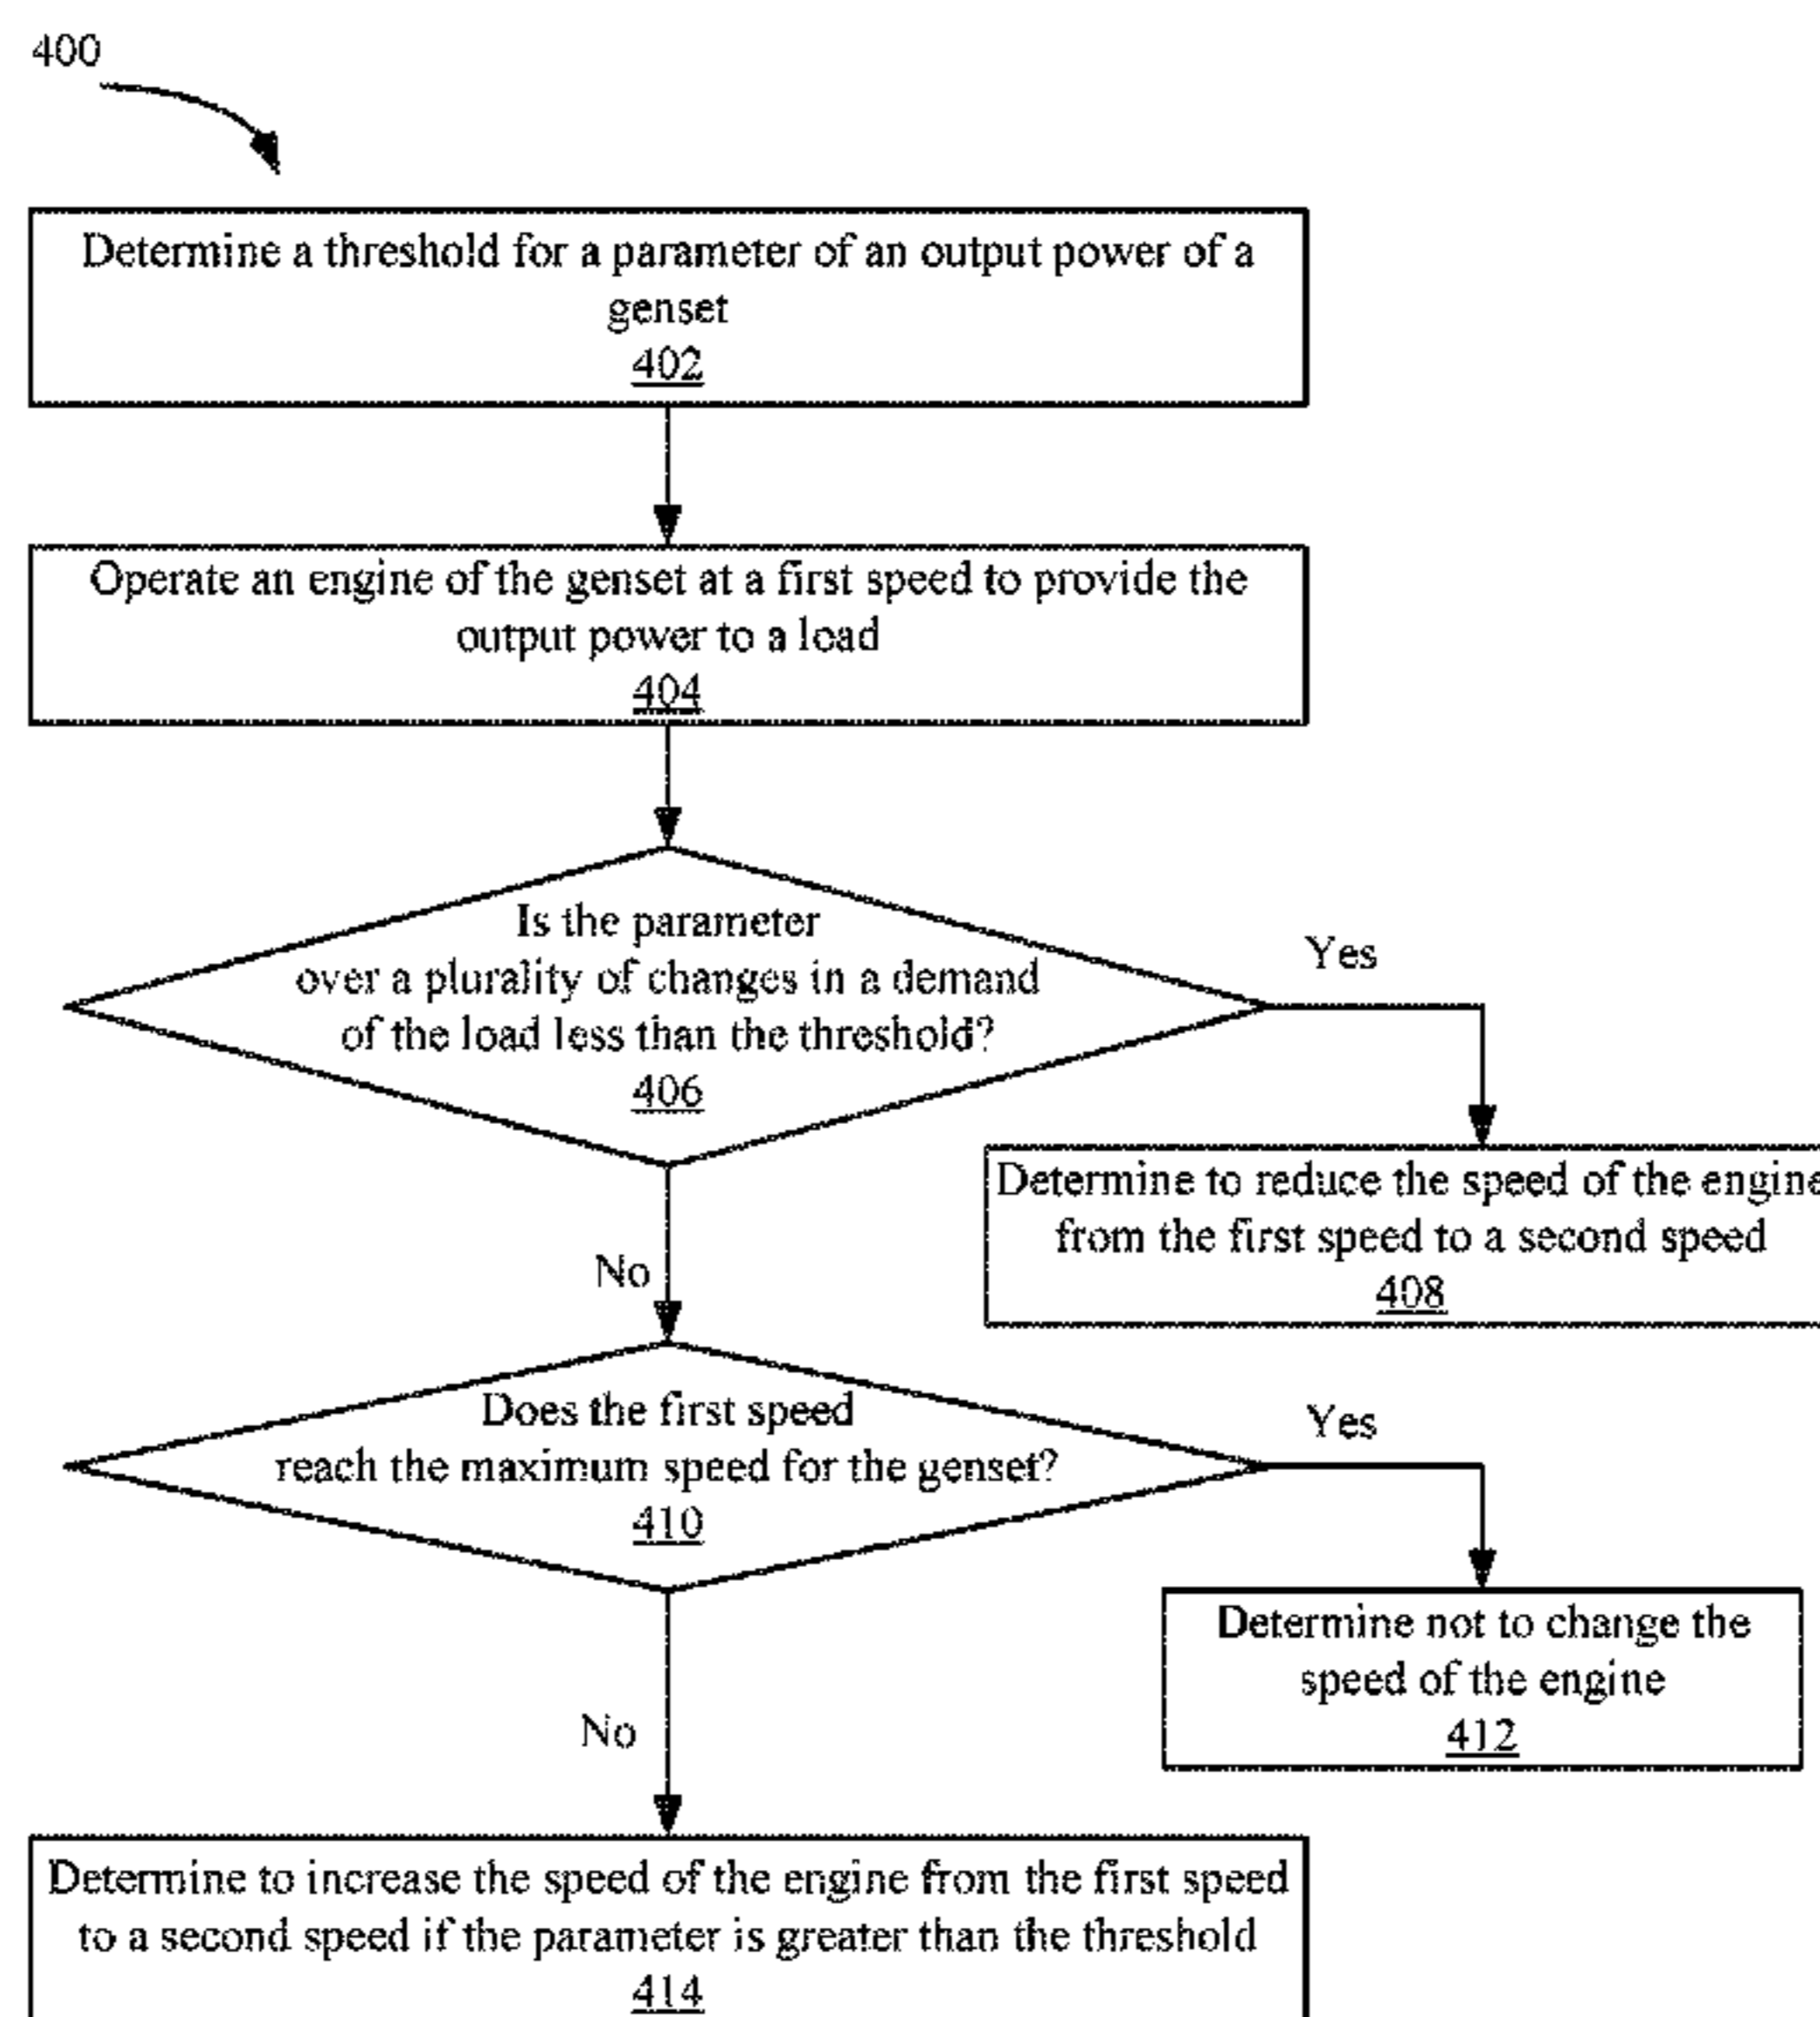 400
Determine a threshold for a parameter of an output power of a
genset
402
Operate an engine of the genset at a first speed to provide the
output power to a load
404
Is the parameter
over a plurality of changes in a demand
of the load less than the threshold?
406
Yes
Determine to reduce the speed of the engine
from the first speed to a second speed
408
No
Does the first speed
reach the maximum speed for the genset?
410
Yes
Determine not to change the
speed of the engine
412
No
Determine to increase the speed of the engine from the first speed
to a second speed if the parameter is greater than the threshold
414